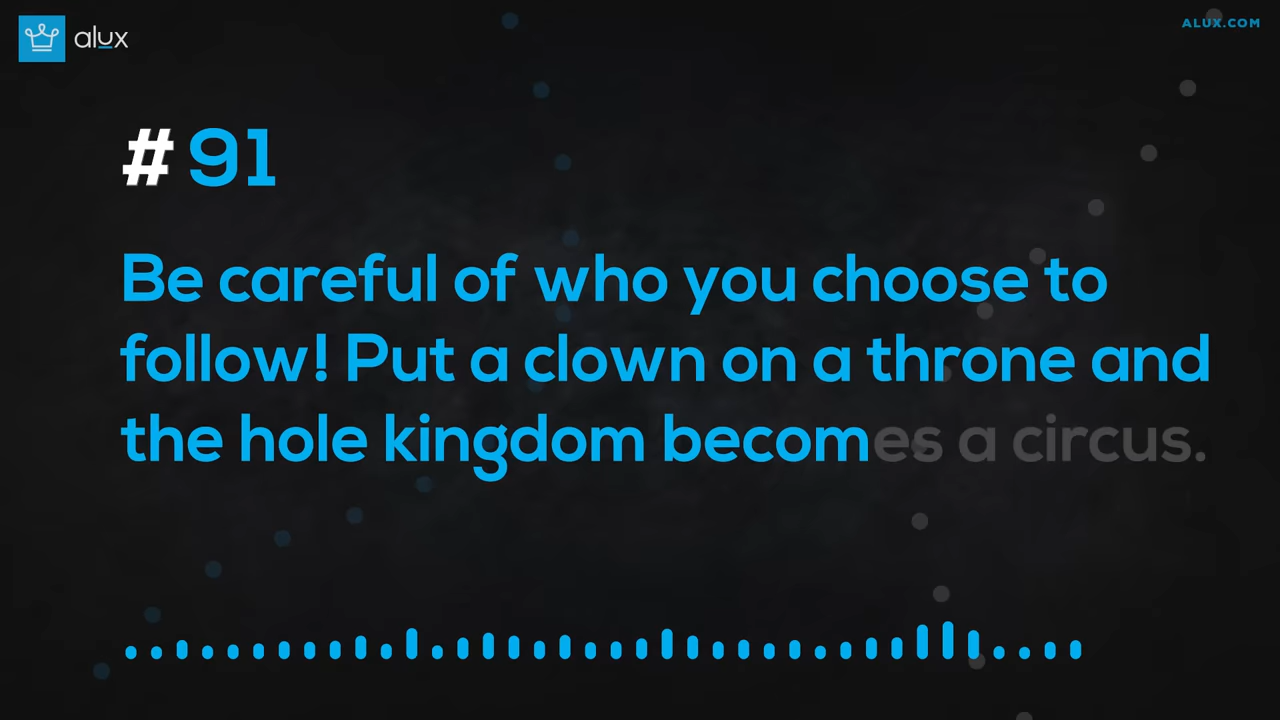 alux
ALUX.COM
#91
Be careful of who you choose to
follow! Put a clown on a throne and
the hole kingdom becomes a circus.